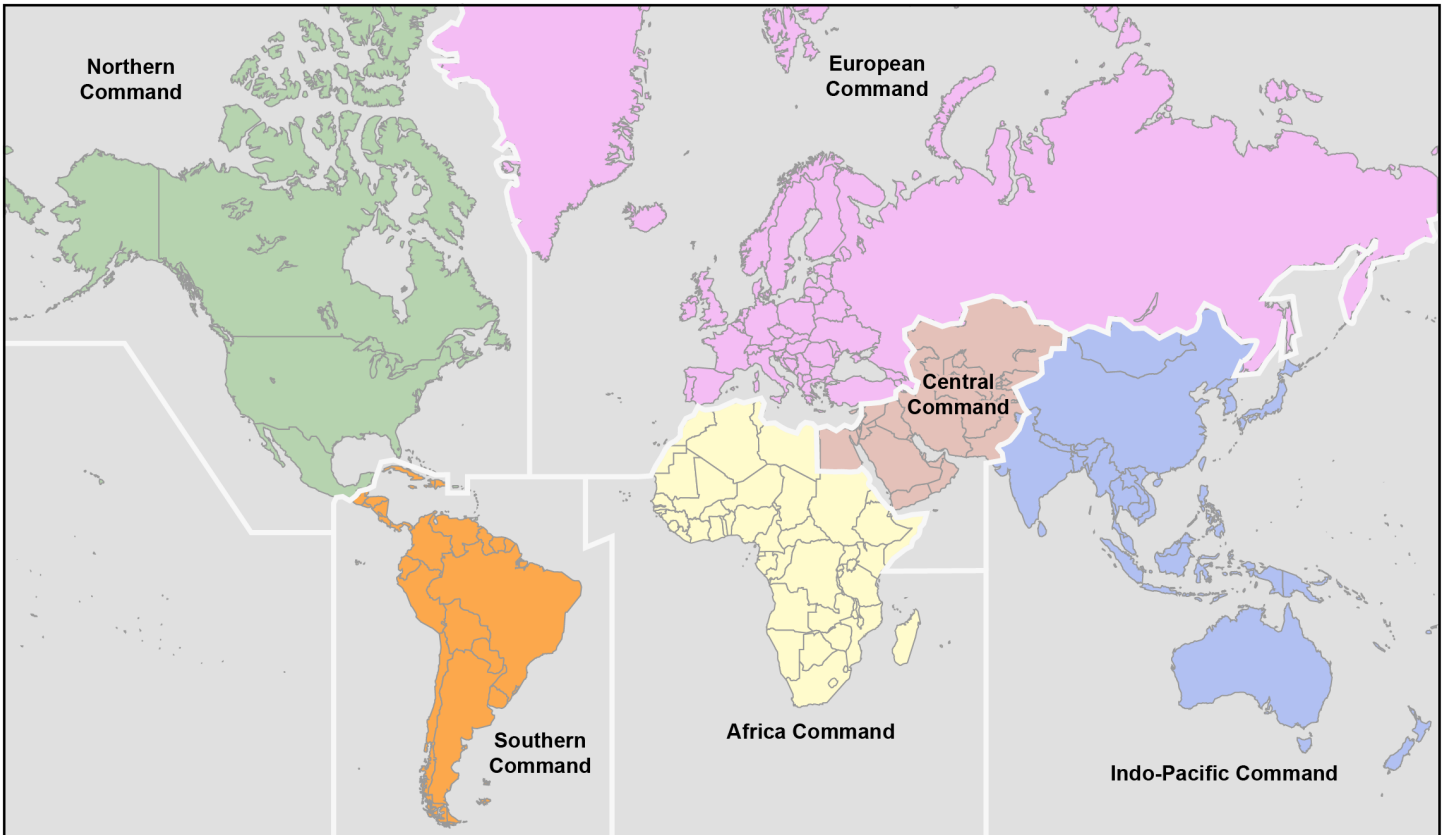 Northern
Command
European
Command
Central
Command
Southern
Command
Africa Command
Indo-Pacific Command